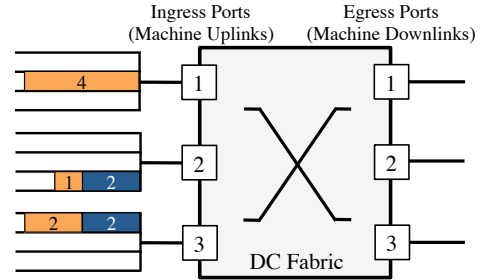 Ingress Ports
(Machine Uplinks)
Egress Ports
(Machine Downlinks)
4
1
1
1 2
2
2
2 2
3
3
DC Fabric